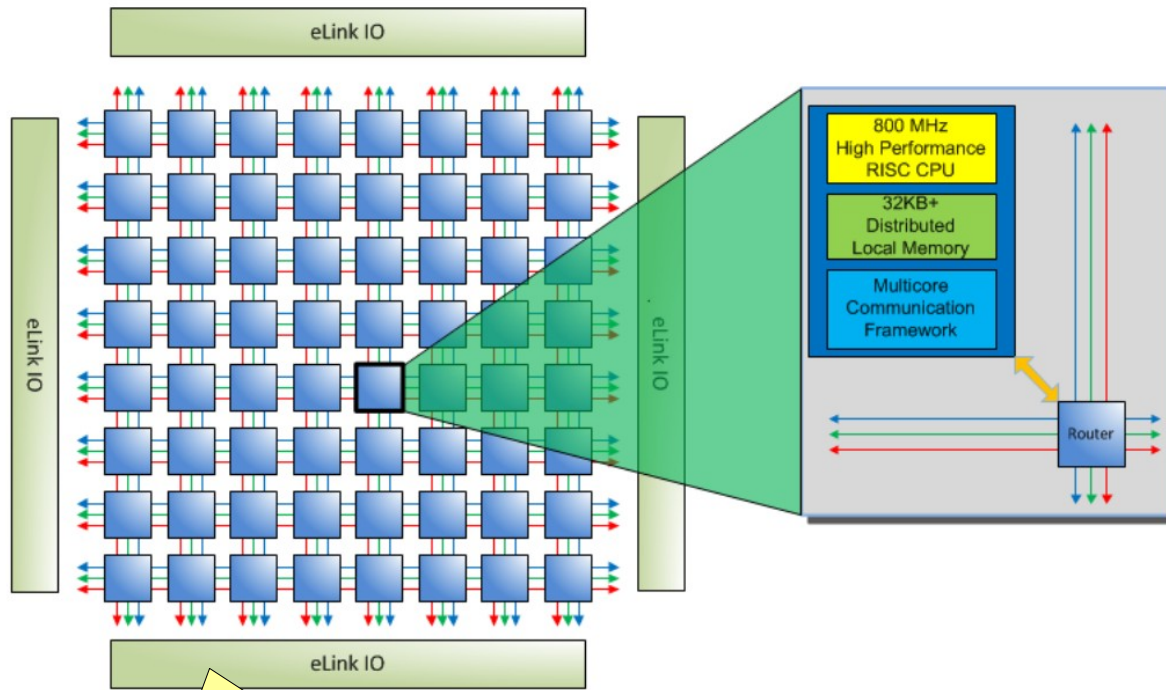 eLink IO
800 MHz
High Performance
RISC CPU
32KB+
Distributed
Local Memory
Multicore
Communication
Framework
eLink IO
. eLink IO
Router
eLink IO